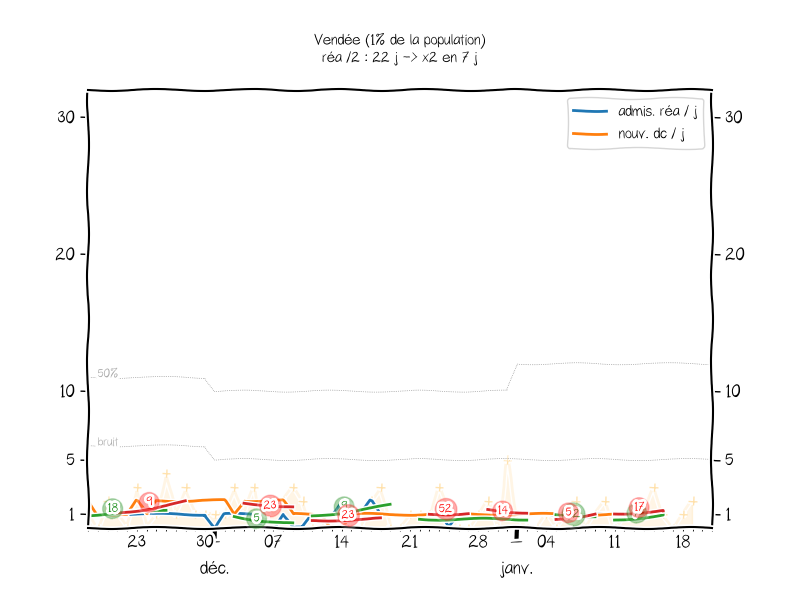 Vendée (1% de la population)
réa /2 : 22 j -> x2 en 7 j
admis. réa / j
nouv. dc / j
30 30
20 20
50%
10 10
bruit
5 5
1 1
18 9 5 23 9 23 52 14 52 17
23 30 07 14 21 28 04 11 18
déc. janv.